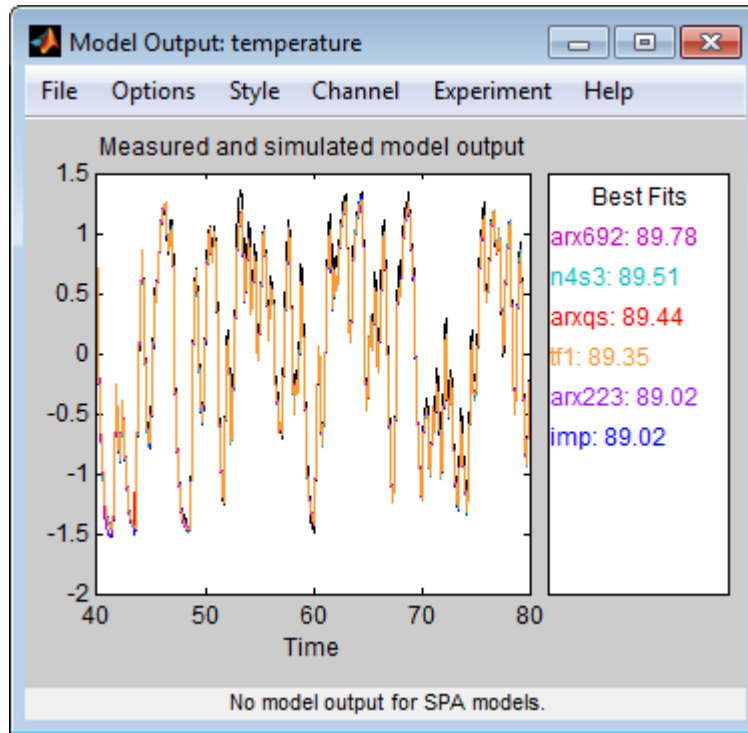 Model Output: temperature
File Options Style Channel Experiment Help
Measured and simulated model output
1.5
1
0.5
0
-0.5
-1
-1.5
-2
40 50 60 70 80
Time
Best Fits
arx692: 89.78
n4s3: 89.51
arxqs: 89.44
tf1: 89.35
arx223: 89.02
imp: 89.02
No model output for SPA models.